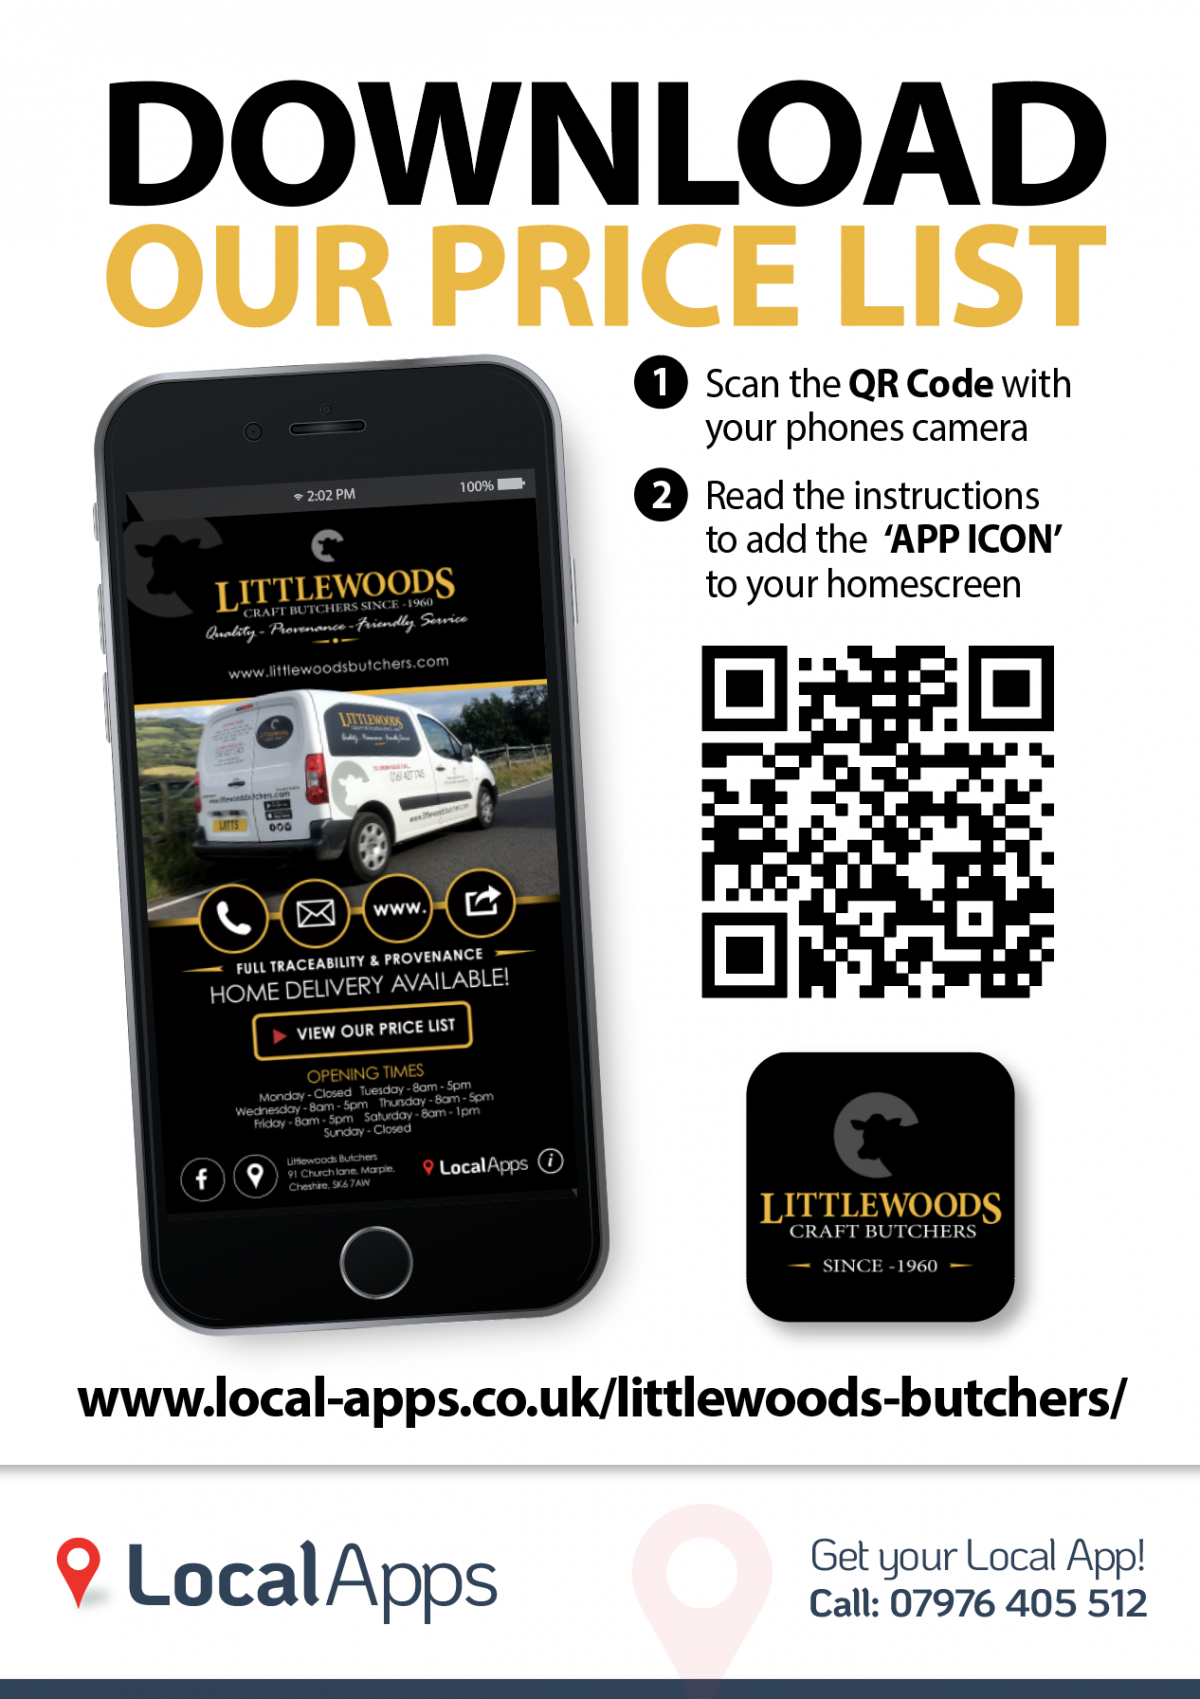 DOWNLOAD
OUR PRICE LIST
1 Scan the QR Code with
your phones camera
2 Read the instructions
to add the 'APP ICON'
to your homescreen
2:02 PM 100%
LITTLEWOODS
CRAFT BUTCHERS SINCE -1960
Quality - Provenance - Friendly Service
www.littlewoodsbutchers.com
LITTLEWOODS
0161 427 1745
www.
FULL TRACEABILITY & PROVENANCE
HOME DELIVERY AVAILABLE!
VIEW OUR PRICE LIST
OPENING TIMES
Monday - Closed Tuesday - 8am - 5pm
Wednesday - 8am - 5pm Thursday - 8am - 5pm
Friday - 8am - 5pm Saturday - 8am - 1pm
Sunday - Closed
Littlewoods Butchers
91 Church lane, Marple,
Cheshire, SK6 7AW
LocalApps i
LITTLEWOODS
CRAFT BUTCHERS
SINCE -1960
www.local-apps.co.uk/littlewoods-butchers/
LocalApps
Get your Local App!
Call: 07976 405 512